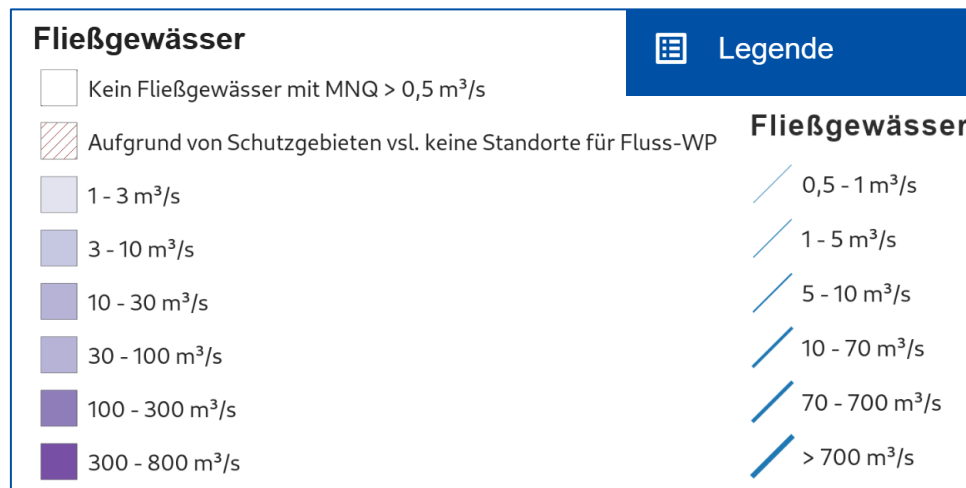 Fließgewässer
Kein Fließgewässer mit MNQ > 0,5 m³/s
Aufgrund von Schutzgebieten vsl. keine Standorte für Fluss-WP
1 - 3 m³/s
3 - 10 m³/s
10 - 30 m³/s
30 - 100 m³/s
100 - 300 m³/s
300 - 800 m³/s
Legende
Fließgewässer
0,5 - 1 m³/s
1 - 5 m³/s
5 - 10 m³/s
10 - 70 m³/s
70 - 700 m³/s
> 700 m³/s